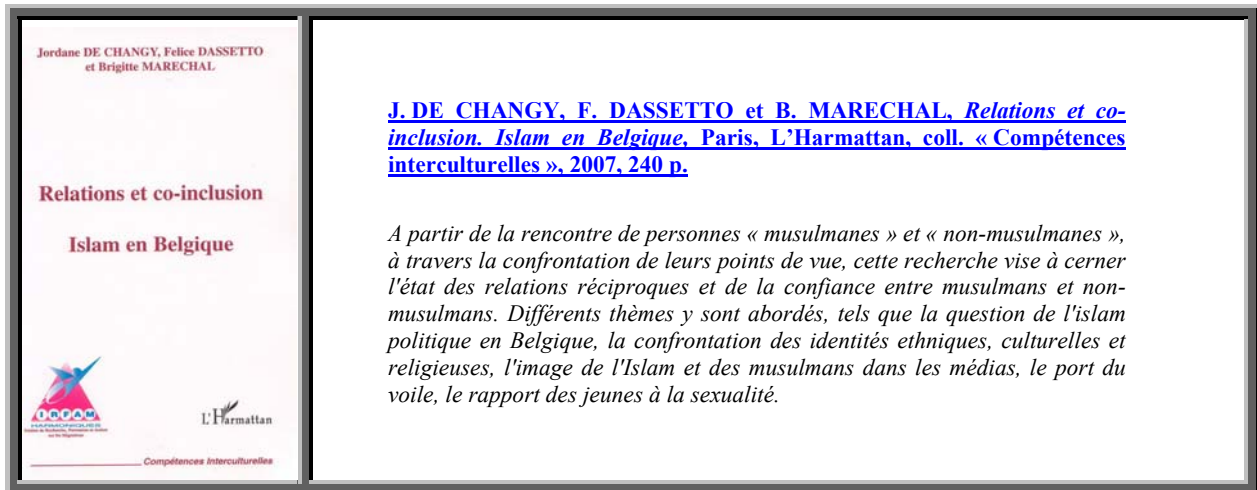 Jordane DE CHANGY, Felice DASSETTO
et Brigitte MARECHAL
Relations et co-inclusion
Islam en Belgique
IRFAM
HARMONIQUES
L'Harmattan
Compétences Interculturelles
J. DE CHANGY, F. DASSETTO et B. MARECHAL, Relations et co-
inclusion. Islam en Belgique, Paris, L’Harmattan, coll. « Compétences
interculturelles », 2007, 240 p.
A partir de la rencontre de personnes « musulmanes » et « non-musulmanes »,
à travers la confrontation de leurs points de vue, cette recherche vise à cerner
l'état des relations réciproques et de la confiance entre musulmans et non-
musulmans. Différents thèmes y sont abordés, tels que la question de l'islam
politique en Belgique, la confrontation des identités ethniques, culturelles et
religieuses, l'image de l'Islam et des musulmans dans les médias, le port du
voile, le rapport des jeunes à la sexualité.